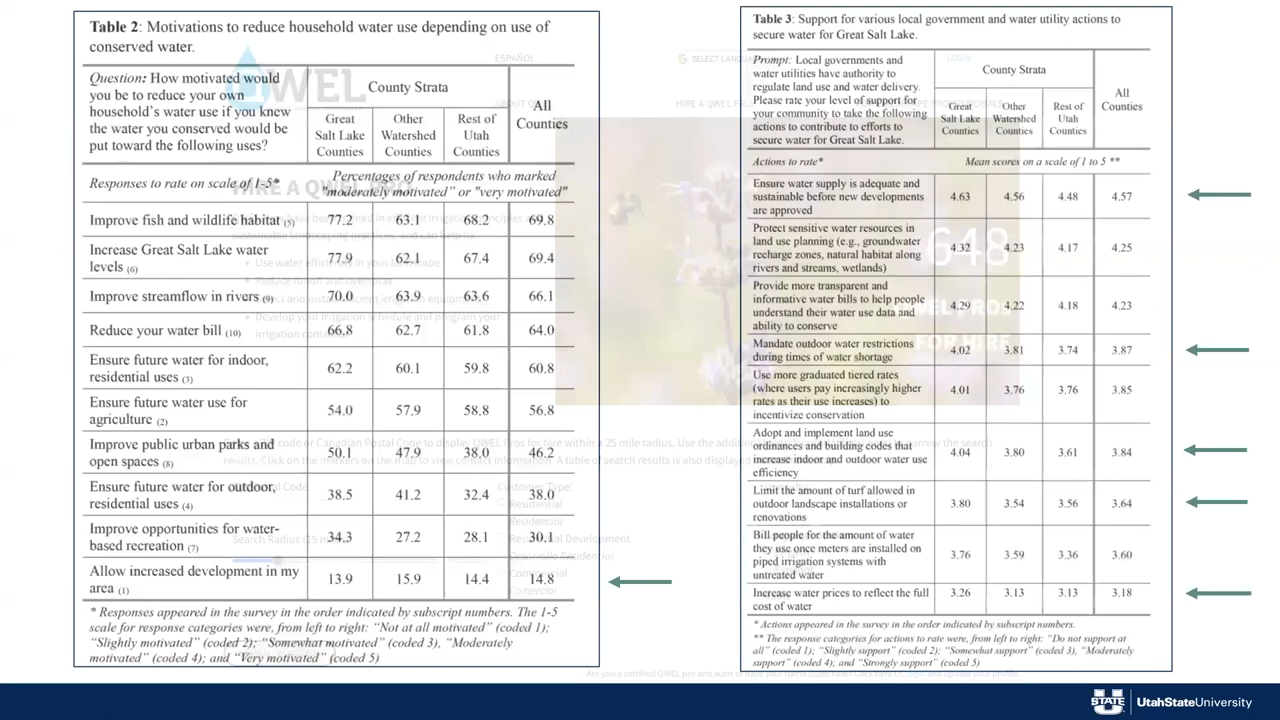 Table 2: Motivations to reduce household water use depending on use of
conserved water.
Question: How motivated would
you be to reduce your own
household's water use if you knew
the water you conserved would be
put toward the following uses?
County Strata
All
Counties
Great
Salt Lake
Counties
Other
Watershed
Counties
Rest of
Utah
Counties
Responses to rate on scale of 1-5*
Percentages of respondents who marked
"moderately motivated" or "very motivated"
Improve fish and wildlife habitat (5) 77.2 63.1 68.2 69.8
Increase Great Salt Lake water
levels (6) 77.9 62.1 67.4 69.4
Improve streamflow in rivers (9) 70.0 63.9 63.6 66.1
Reduce your water bill (10) 66.8 62.7 61.8 64.0
Ensure future water for indoor,
residential uses (3) 62.2 60.1 59.8 60.8
Ensure future water use for
agriculture (2) 54.0 57.9 58.8 56.8
Improve public urban parks and
open spaces (8) 50.1 47.9 38.0 46.2
Ensure future water for outdoor,
residential uses (4) 38.5 41.2 32.4 38.0
Improve opportunities for water-
based recreation (7) 34.3 27.2 28.1 30.1
Allow increased development in my
area (1) 13.9 15.9 14.4 14.8
* Responses appeared in the survey in the order indicated by subscript numbers. The 1-5
scale for response categories were, from left to right: "Not at all motivated" (coded 1);
"Slightly motivated" (coded 2); "Somewhat motivated" (coded 3), "Moderately
motivated" (coded 4); and "Very motivated" (coded 5)
Table 3: Support for various local government and water utility actions to
secure water for Great Salt Lake.
Prompt: Local governments and
water utilities have authority to
regulate land use and water delivery.
Please rate your level of support for
your community to take the following
actions to contribute to efforts to
secure water for Great Salt Lake.
County Strata
All
Counties
Great
Salt Lake
Counties
Other
Watershed
Counties
Rest of
Utah
Counties
Actions to rate*
Mean scores on a scale of 1 to 5 **
Ensure water supply is adequate and
sustainable before new developments
are approved
4.63 4.56 4.48 4.57
Protect sensitive water resources in
land use planning (e.g., groundwater
recharge zones, natural habitat along
rivers and streams, wetlands)
4.32 4.23 4.17 4.25
Provide more transparent and
informative water bills to help people
understand their water use data and
ability to conserve
4.29 4.22 4.18 4.23
Mandate outdoor water restrictions
during times of water shortage
4.02 3.81 3.74 3.87
Use more graduated tiered rates
(where users pay increasingly higher
rates as their use increases) to
incentivize conservation
4.01 3.76 3.76 3.85
Adopt and implement land use
ordinances and building codes that
increase indoor and outdoor water use
efficiency
4.04 3.80 3.61 3.84
Limit the amount of turf allowed in
outdoor landscape installations or
renovations
3.80 3.54 3.56 3.64
Bill people for the amount of water
they use once meters are installed on
piped irrigation systems with
untreated water
3.76 3.59 3.36 3.60
Increase water prices to reflect the full
cost of water
3.26 3.13 3.13 3.18
* Actions appeared in the survey in the order indicated by subscript numbers.
** The response categories for actions to rate were, from left to right: "Do not support at
all" (coded 1); "Slightly support" (coded 2); "Somewhat support" (coded 3), "Moderately
support" (coded 4); and "Strongly support" (coded 5)
ESPAÑOL
LOGIN
QWEL
648
QWEL PROS
FOR HIRE
STATE
UtahStateUniversity